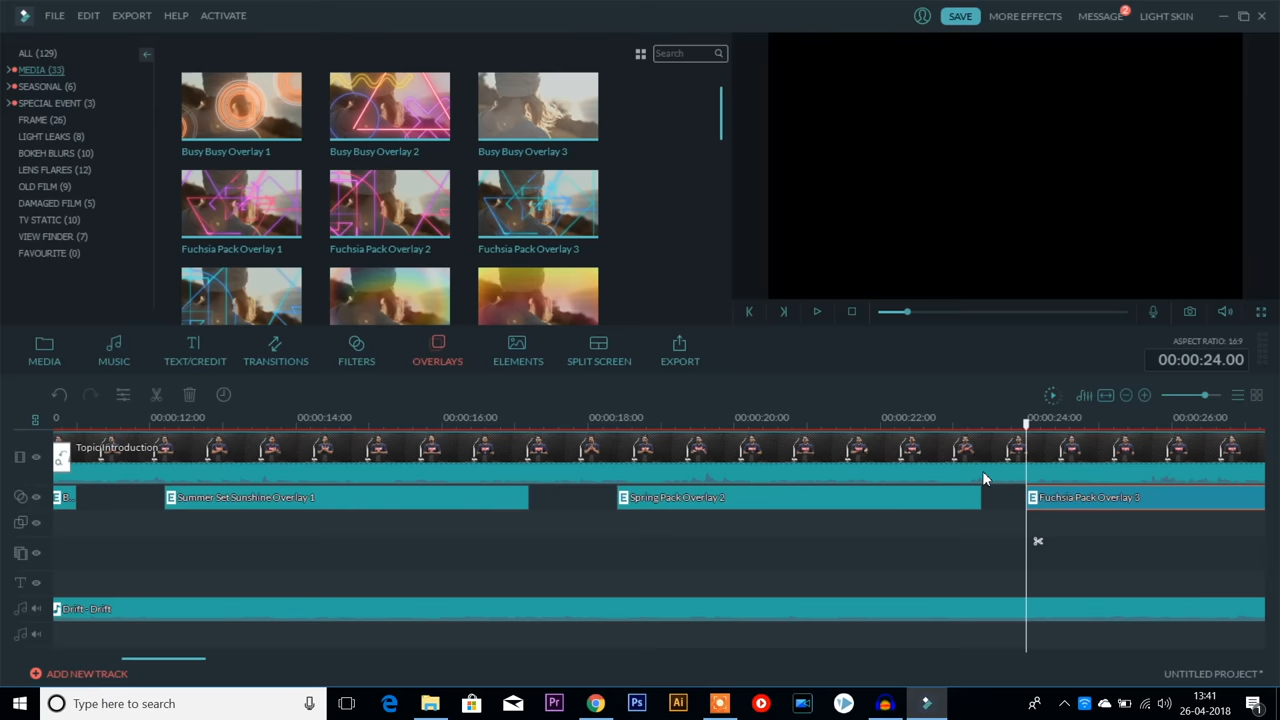 FILE EDIT EXPORT HELP ACTIVATE
SAVE MORE EFFECTS MESSAGE 2 LIGHT SKIN
ALL (129)
MEDIA (33)
SEASONAL (6)
SPECIAL EVENT (3)
FRAME (26)
LIGHT LEAKS (8)
BOKEH BLURS (10)
LENS FLARES (12)
OLD FILM (9)
DAMAGED FILM (5)
TV STATIC (10)
VIEW FINDER (7)
FAVOURITE (0)
Search
Busy Busy Overlay 1 Busy Busy Overlay 2 Busy Busy Overlay 3
Fuchsia Pack Overlay 1 Fuchsia Pack Overlay 2 Fuchsia Pack Overlay 3
MEDIA MUSIC TEXT/CREDIT TRANSITIONS FILTERS OVERLAYS ELEMENTS SPLIT SCREEN EXPORT
ASPECT RATIO: 16:9
00:00:24.00
0 00:00:12:00 00:00:14:00 00:00:16:00 00:00:18:00 00:00:20:00 00:00:22:00 00:00:24:00 00:00:26:00
TopicIntroduction
0.
E B... E Summer Set Sunshine Overlay 1 E Spring Pack Overlay 2 E Fuchsia Pack Overlay 3
T
Drift - Drift
ADD NEW TRACK
UNTITLED PROJECT *
Type here to search
Pr Ps Ai
13:41
26-04-2018
1